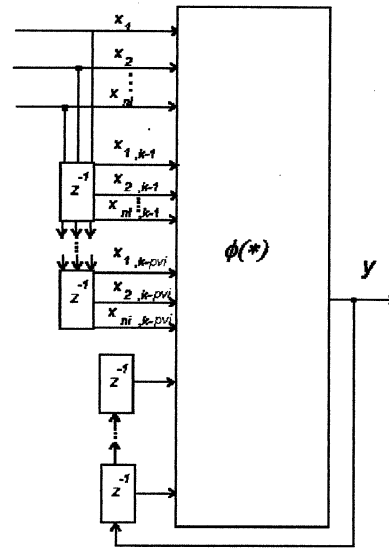 x1
x2
xni
x1,k-1
z-1
x2,k-1
xni,k-1
ϕ(*)
x1,k-pvi
y
z-1
x2,k-pvi
xni,k-pvi
z-1
z-1